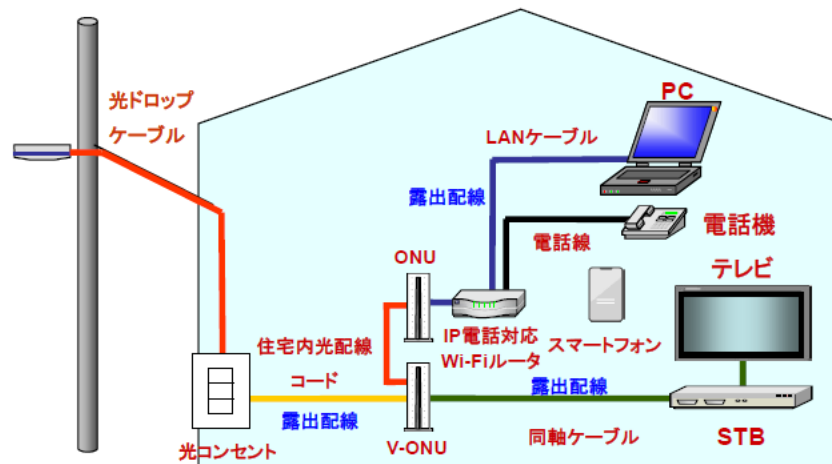 光ドロップ
ケーブル
PC
LANケーブル
露出配線
電話機
電話線
ONU
テレビ
IP電話対応
Wi-Fiルータ
スマートフォン
住宅内光配線
コード
露出配線
露出配線
光コンセント
V-ONU
同軸ケーブル
STB